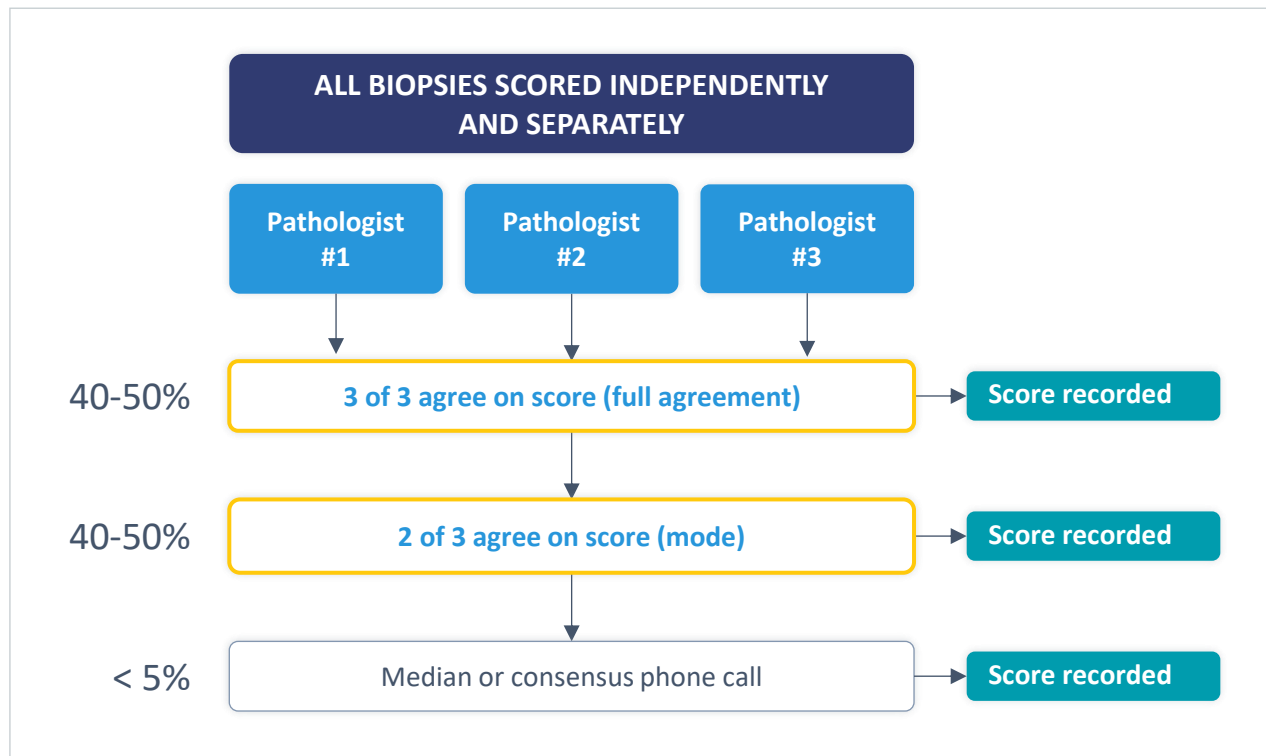 ALL BIOPSIES SCORED INDEPENDENTLY
AND SEPARATELY
Pathologist
#1
Pathologist
#2
Pathologist
#3
40-50%
3 of 3 agree on score (full agreement)
Score recorded
40-50%
2 of 3 agree on score (mode)
Score recorded
< 5%
Median or consensus phone call
Score recorded